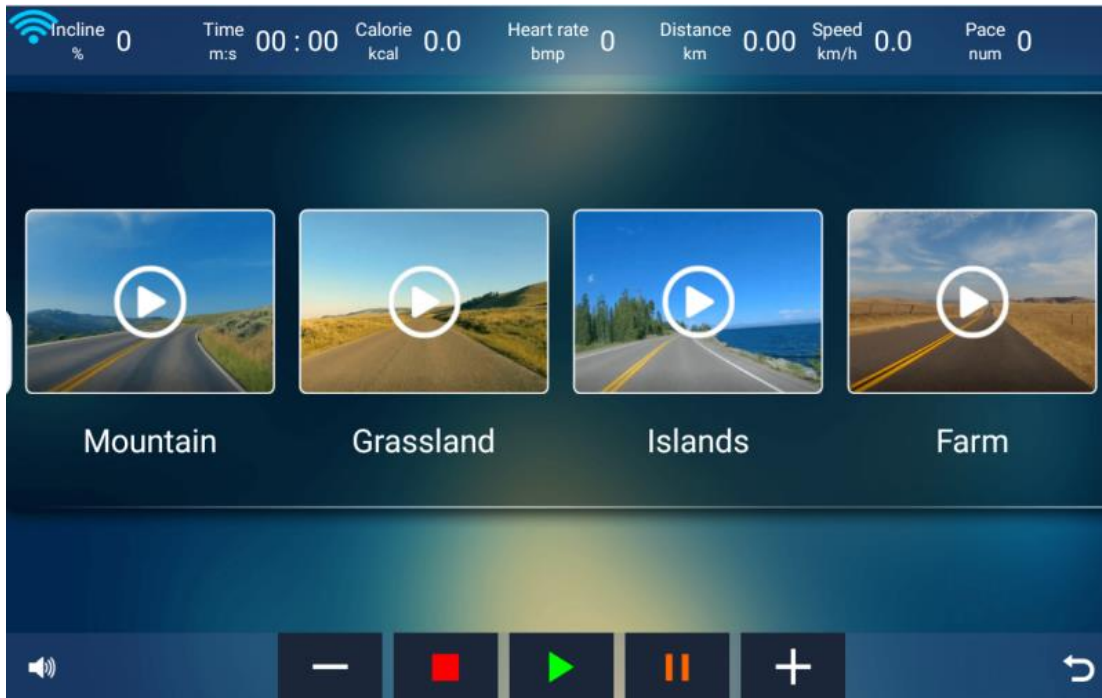 Incline % 0
Time m:s 00 : 00
Calorie kcal 0.0
Heart rate bmp 0
Distance km 0.00
Speed km/h 0.0
Pace num 0
Mountain
Grassland
Islands
Farm